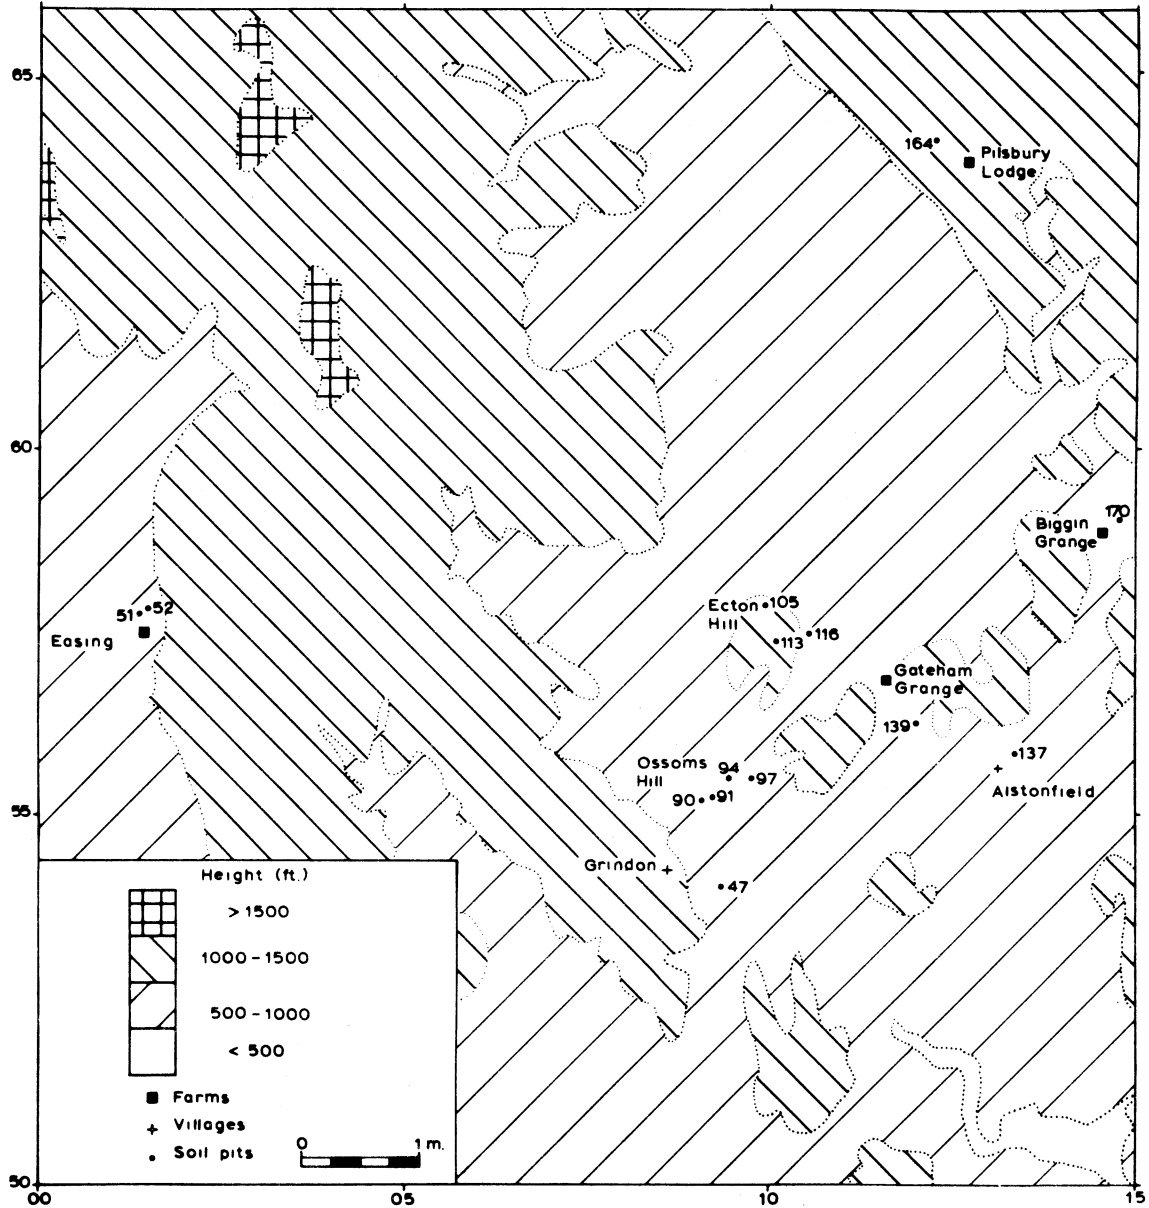 65
164
Pilsbury
Lodge
60
170
Biggin
Grange
Ecton
Hill
105
51
52
116
113
Easing
Gateham
Grange
139
137
Ossoms
Hill
94
97
90
91
Alstonfield
55
Grindon
47
Height (ft.)
> 1500
1000 - 1500
500 - 1000
< 500
Farms
Villages
Soil pits
0
1 m.
50
00
05
10
15